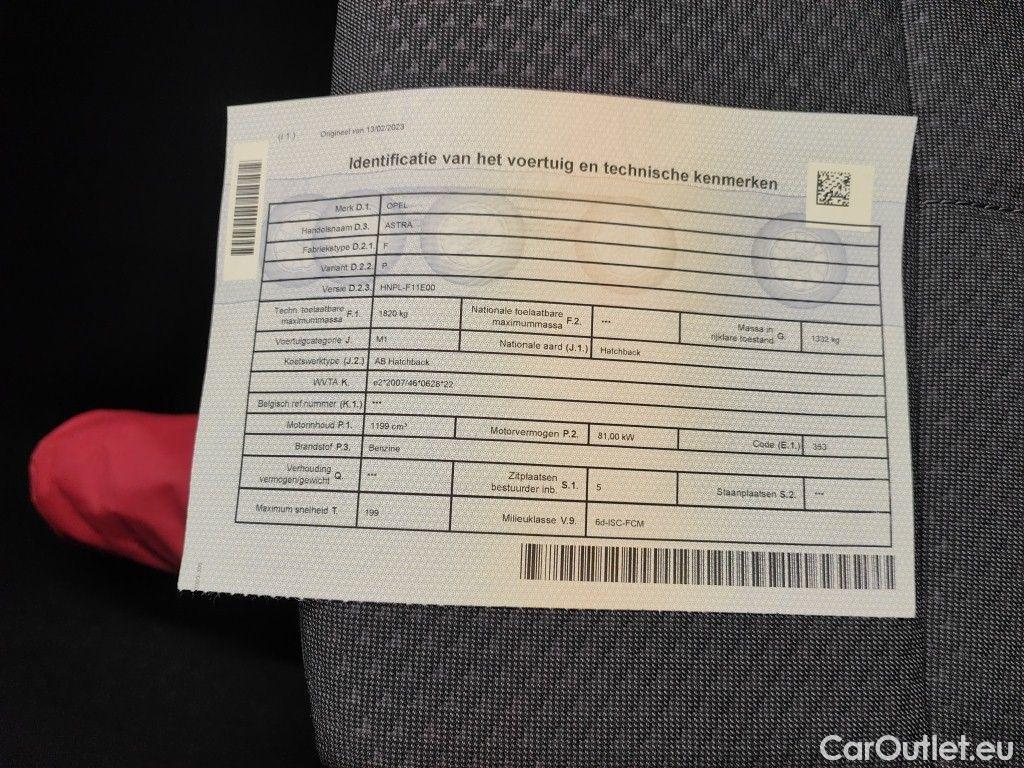 (I 1.) Origineel van 13/02/2023
Identificatie van het voertuig en technische kenmerken
Merk D.1. OPEL
Handelsnaam D.3. ASTRA
Fabriekstype D.2.1. F
Variant D.2.2. P
Versie D.2.3. HNPL-F11E00
Techn. toelaatbare maximummassa F.1. 1820 kg Nationale toelaatbare maximummassa F.2. --- Massa in rijklare toestand G. 1332 kg
Voertuigcategorie J. M1 Nationale aard (J.1.) Hatchback
Koetswerktype (J.2.) AB Hatchback
WVTA K. e2*2007/46*0628*22
Belgisch ref.nummer (K.1.) ---
Motorinhoud P.1. 1199 cm³ Motorvermogen P.2. 81,00 kW Code (E.1.) 353
Brandstof P.3. Benzine
Verhouding vermogen/gewicht Q. --- Zitplaatsen bestuurder inb. S.1. 5 Staanplaatsen S.2. ---
Maximum snelheid T. 199 Milieuklasse V.9. 6d-ISC-FCM
CarOutlet.eu